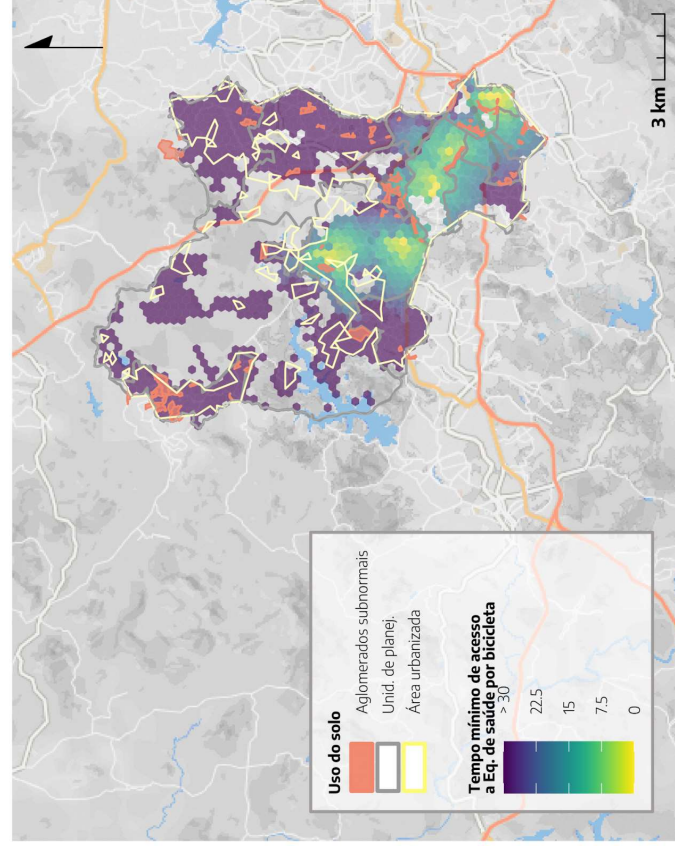 3 km
Uso do solo
Aglomerados subnormais
Unid. de planej.
Área urbanizada
Tempo mínimo de acesso
a Eq. de saúde por bicicleta
> 30
22.5
15
7.5
0